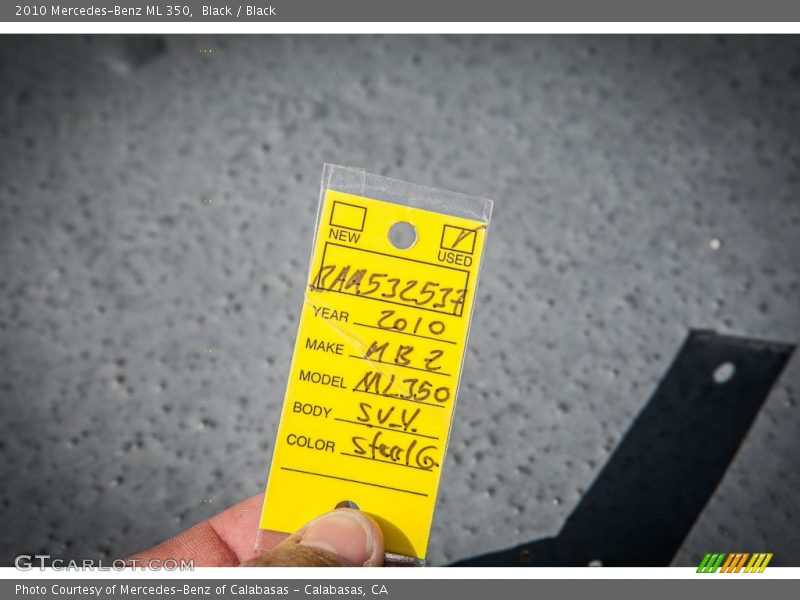 2010 Mercedes-Benz ML 350, Black / Black
NEW
USED
RAA532537
YEAR 2010
MAKE MBZ
MODEL ML350
BODY SUV
COLOR Steel G.
GTCARLOT.COM
Photo Courtesy of Mercedes-Benz of Calabasas - Calabasas, CA